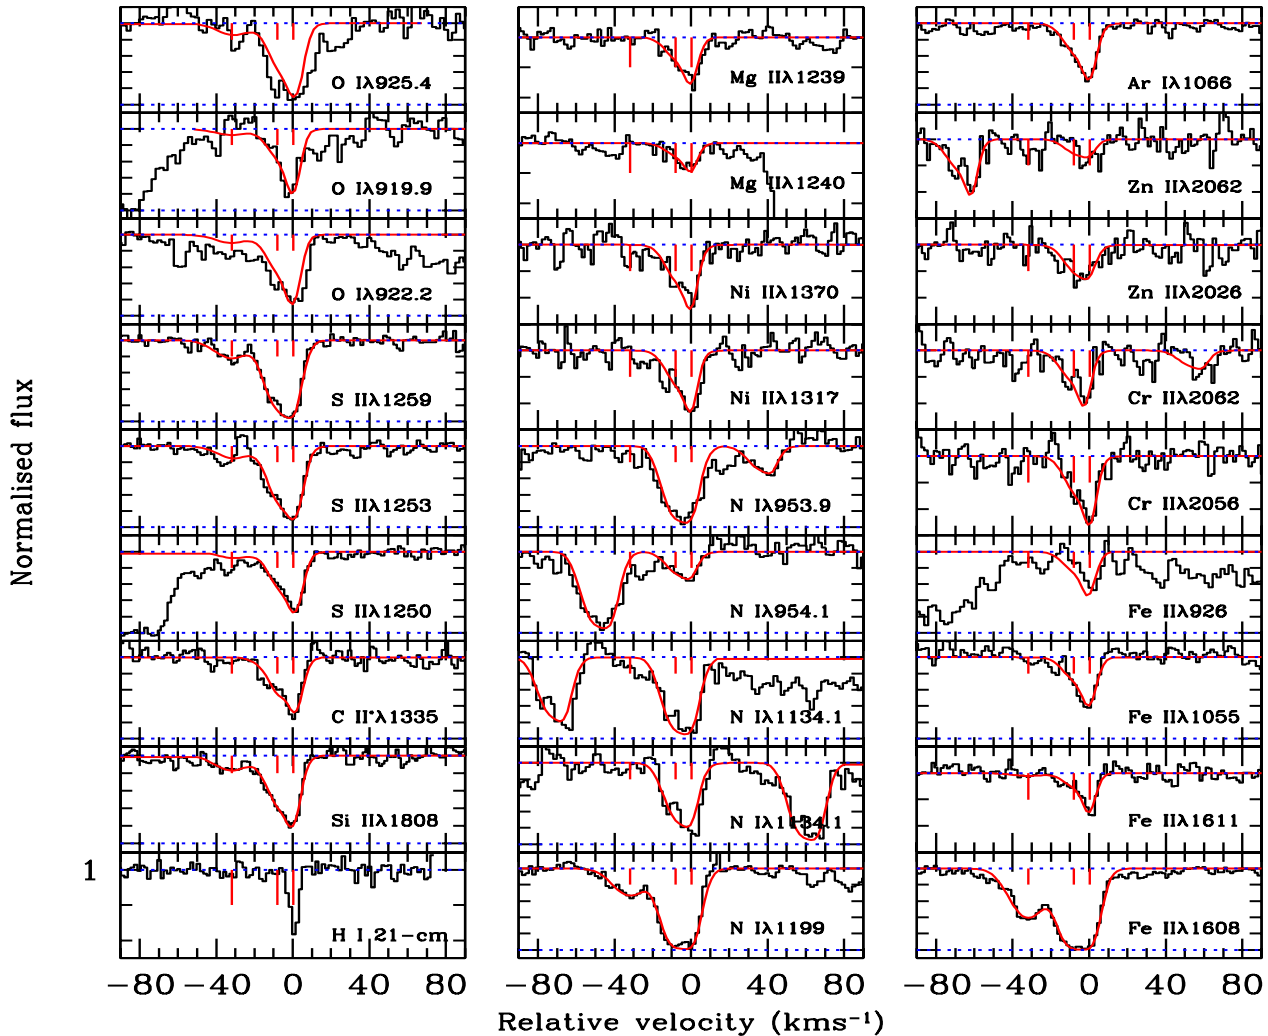 Normalised flux
O Iλ925.4
O Iλ919.9
O Iλ922.2
S IIλ1259
S IIλ1253
S IIλ1250
C II*λ1335
Si IIλ1808
H I 21-cm
1
Mg IIλ1239
Mg IIλ1240
Ni IIλ1370
Ni IIλ1317
N Iλ953.9
N Iλ954.1
N Iλ1134.1
N Iλ1134.1
N Iλ1199
Ar Iλ1066
Zn IIλ2062
Zn IIλ2026
Cr IIλ2062
Cr IIλ2056
Fe IIλ926
Fe IIλ1055
Fe IIλ1611
Fe IIλ1608
−80 −40 0 40 80
−80 −40 0 40 80
−80 −40 0 40 80
Relative velocity (kms⁻¹)